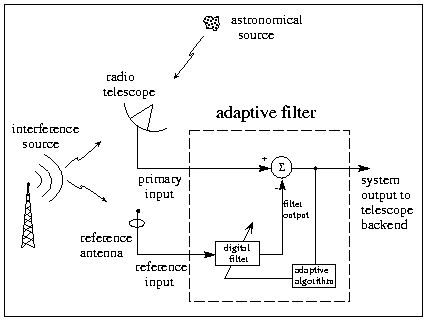 astronomical
source
radio
telescope
adaptive filter
interference
source
+
Σ
primary
input
-
filter
output
system
output to
telescope
backend
reference
antenna
digital
filter
reference
input
adaptive
algorithm